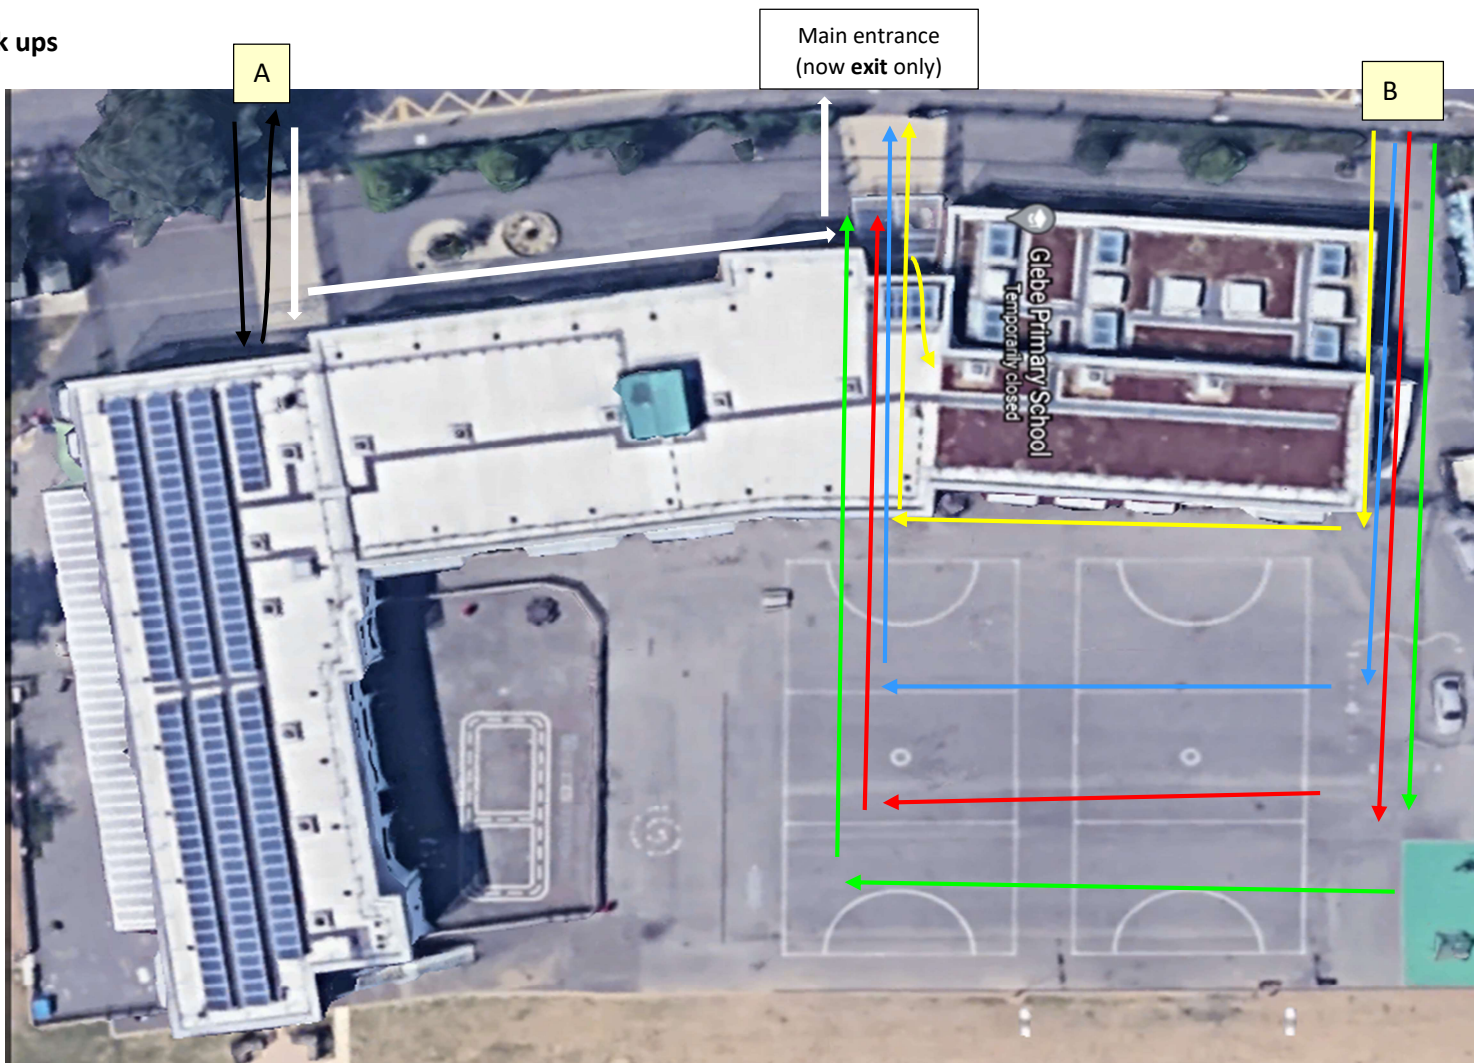 k ups
A
Main entrance
(now exit only)
B
Glebe Primary School
Temporarily closed